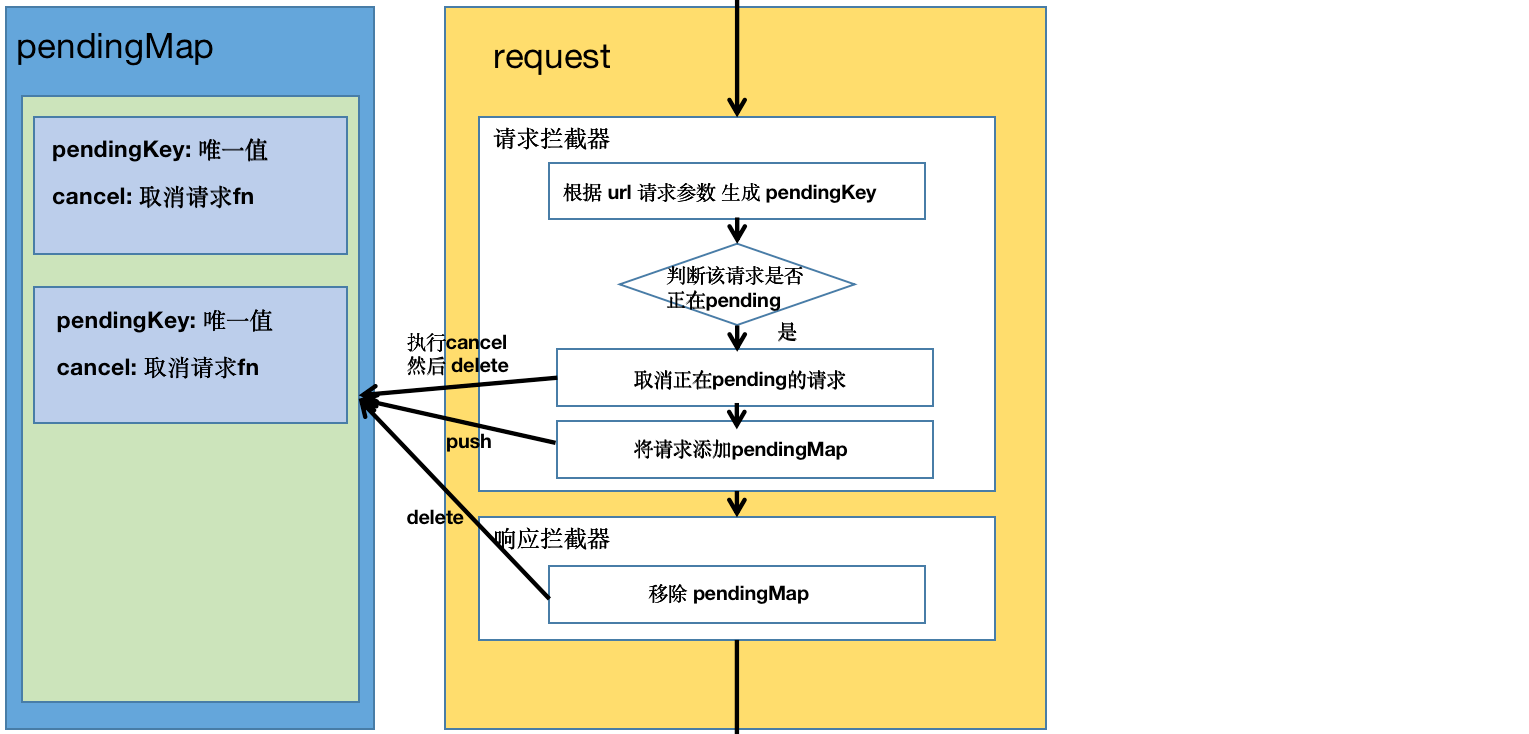 pendingMap
pendingKey: 唯一值
cancel: 取消请求fn
pendingKey: 唯一值
cancel: 取消请求fn
request
请求拦截器
根据 url 请求参数 生成 pendingKey
判断该请求是否
正在pending
是
执行cancel
然后 delete
取消正在pending的请求
push
将请求添加pendingMap
delete
响应拦截器
移除 pendingMap